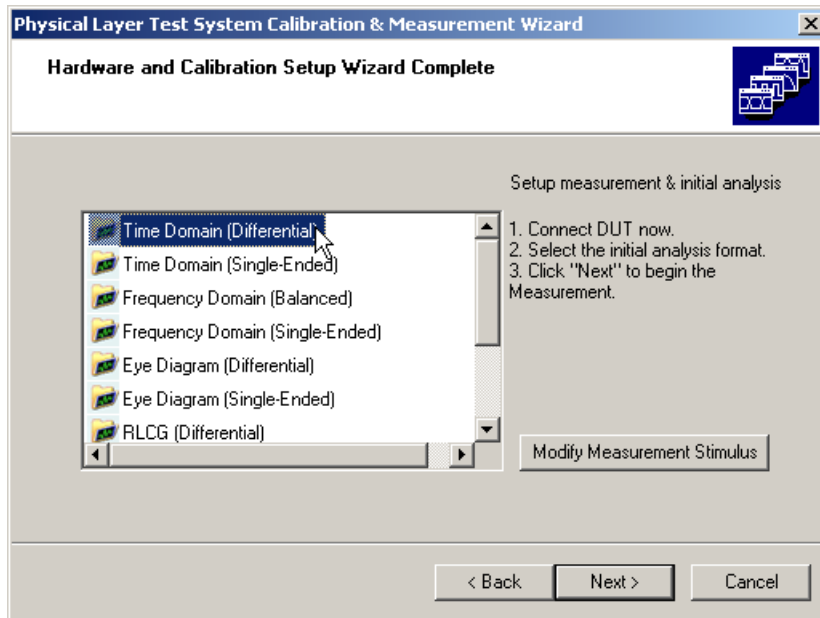 Physical Layer Test System Calibration & Measurement Wizard
Hardware and Calibration Setup Wizard Complete
Setup measurement & initial analysis
Time Domain (Differential)
Time Domain (Single-Ended)
Frequency Domain (Balanced)
Frequency Domain (Single-Ended)
Eye Diagram (Differential)
Eye Diagram (Single-Ended)
RLCG (Differential)
1. Connect DUT now.
2. Select the initial analysis format.
3. Click "Next" to begin the
Measurement.
Modify Measurement Stimulus
< Back
Next >
Cancel